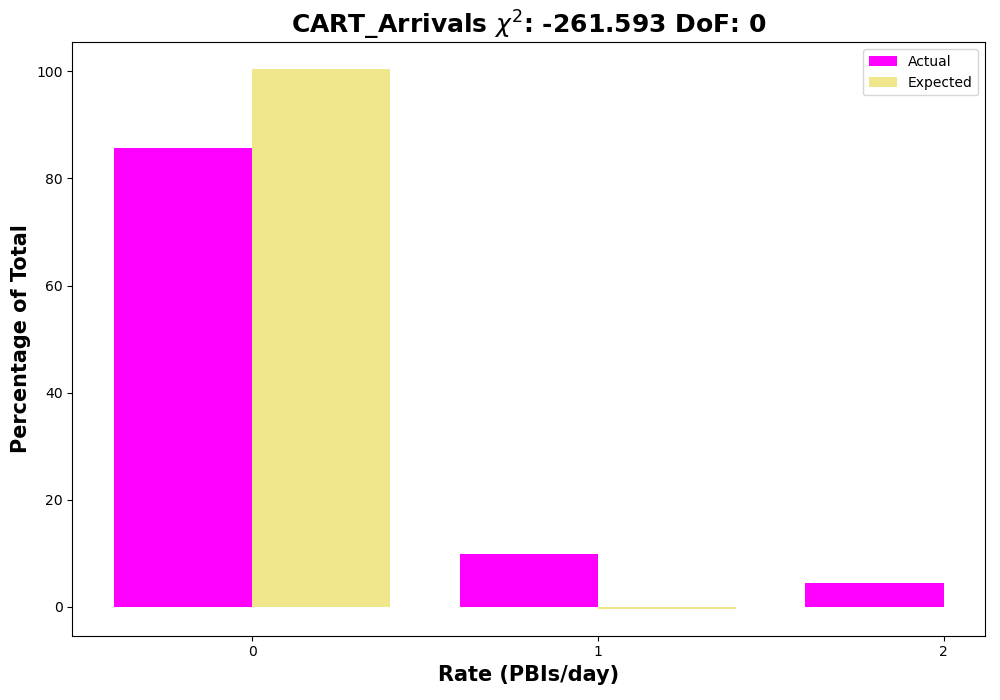 CART_Arrivals χ²: -261.593 DoF: 0
Actual
Expected
Percentage of Total
100
80
60
40
20
0
0 1 2
Rate (PBIs/day)